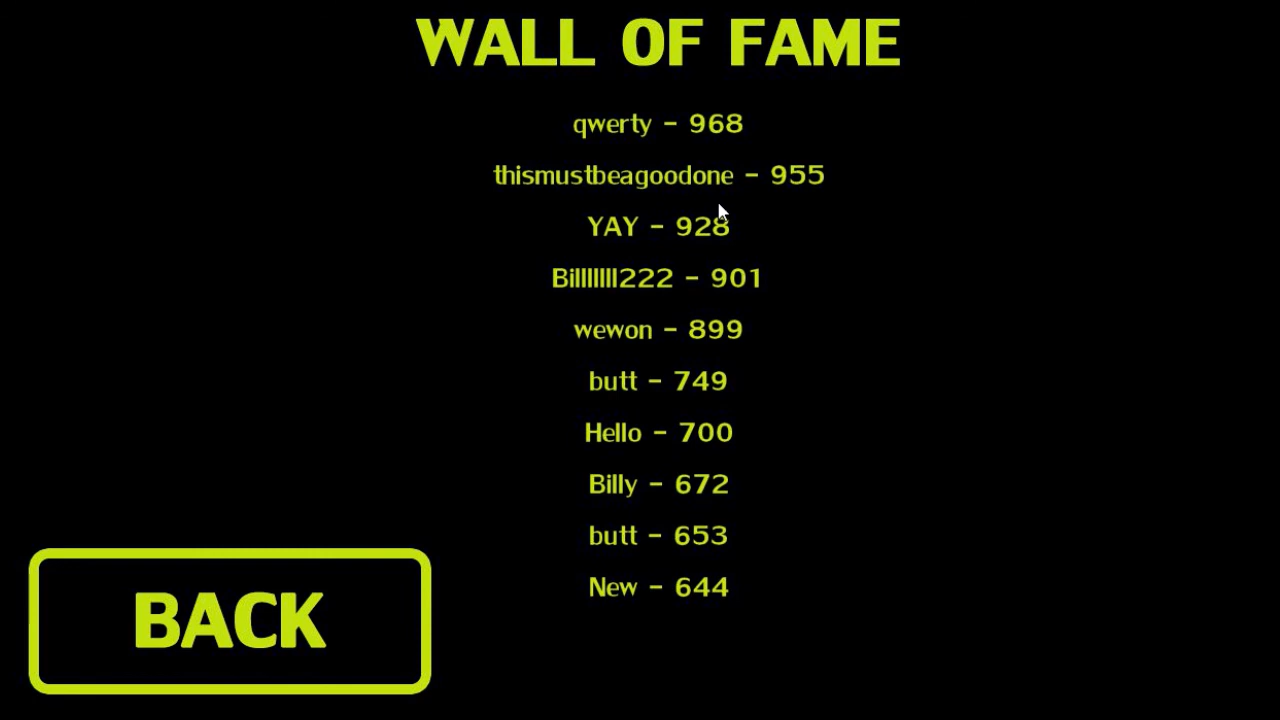 WALL OF FAME
qwerty - 968
thismustbeagoodone - 955
YAY - 928
Billlllllll222 - 901
wewon - 899
butt - 749
Hello - 700
Billy - 672
butt - 653
New - 644
BACK